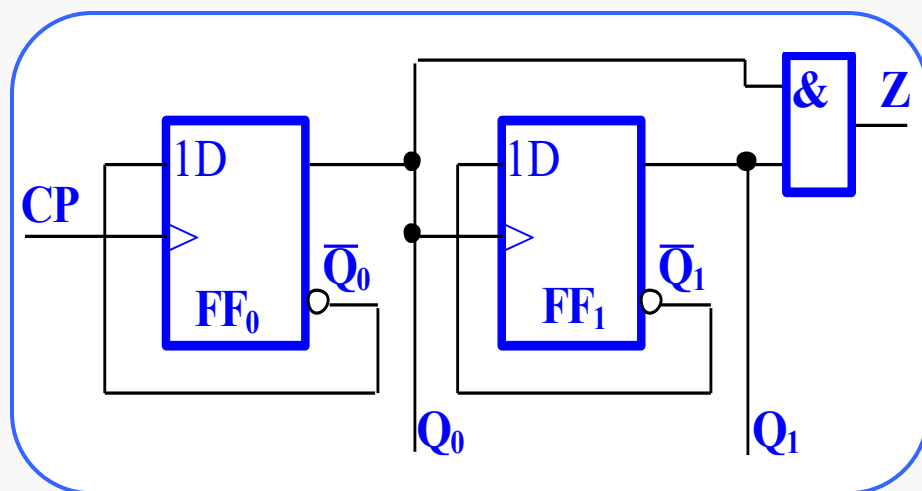 & Z
1D 1D
CP
Q̅₀ Q̅₁
FF₀ FF₁
Q₀ Q₁